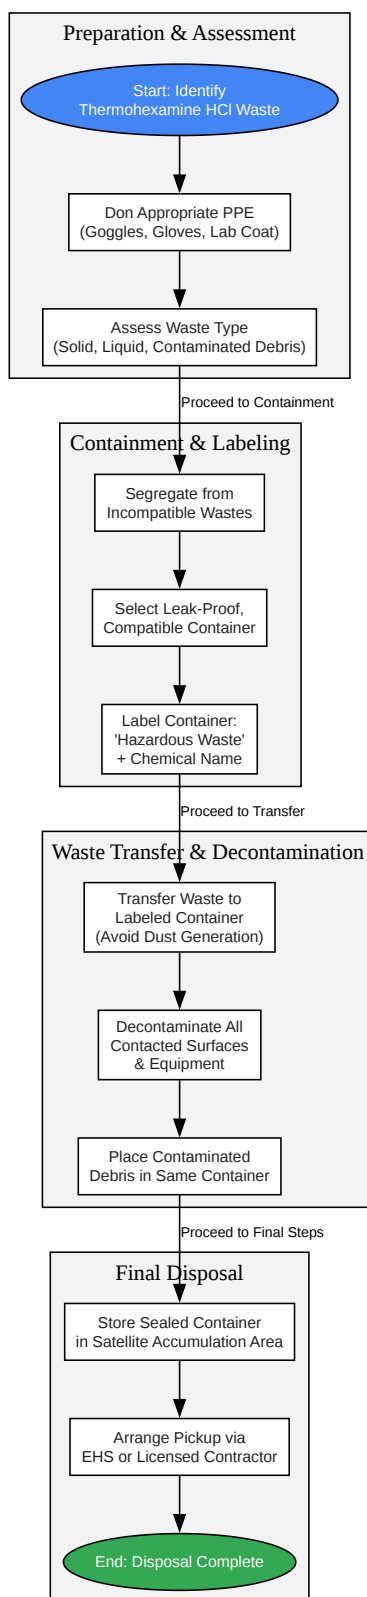 Preparation & Assessment
Start: Identify
Thermohexamine HCl Waste
Don Appropriate PPE
(Goggles, Gloves, Lab Coat)
Assess Waste Type
(Solid, Liquid, Contaminated Debris)
Proceed to Containment
Containment & Labeling
Segregate from
Incompatible Wastes
Select Leak-Proof,
Compatible Container
Label Container:
'Hazardous Waste'
+ Chemical Name
Proceed to Transfer
Waste Transfer & Decontamination
Transfer Waste to
Labeled Container
(Avoid Dust Generation)
Decontaminate All
Contacted Surfaces
& Equipment
Place Contaminated
Debris in Same Container
Proceed to Final Steps
Final Disposal
Store Sealed Container
in Satellite Accumulation Area
Arrange Pickup via
EHS or Licensed Contractor
End: Disposal Complete